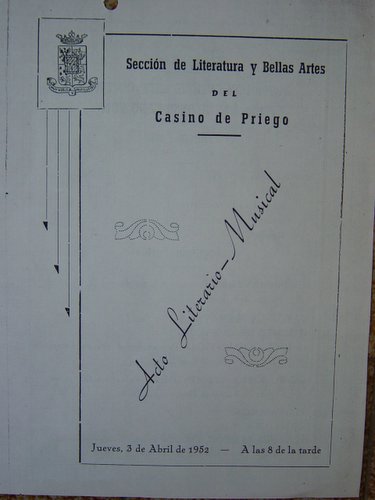 Sección de Literatura y Bellas Artes
DEL
Casino de Priego
Acto Literario-Musical
Jueves, 3 de Abril de 1952 — A las 8 de la tarde